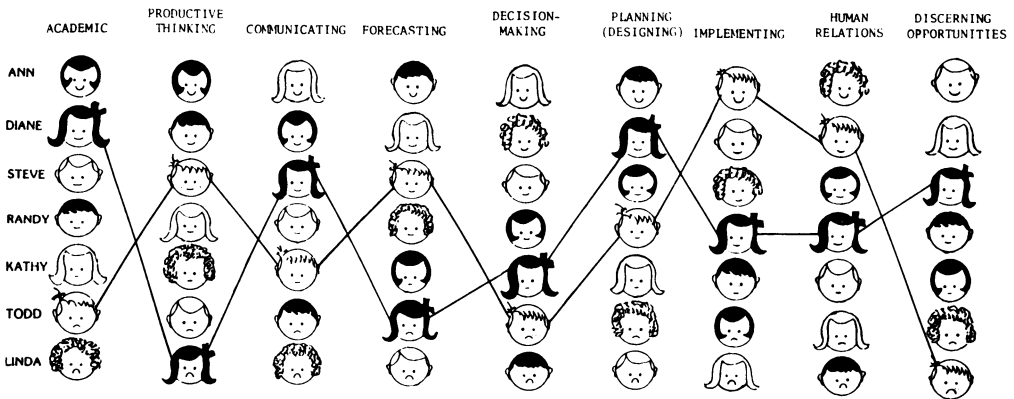 ACADEMIC
PRODUCTIVE
THINKING
COMMUNICATING
FORECASTING
DECISION-
MAKING
PLANNING
(DESIGNING)
IMPLEMENTING
HUMAN
RELATIONS
DISCERNING
OPPORTUNITIES
ANN
DIANE
STEVE
RANDY
KATHY
TODD
LINDA